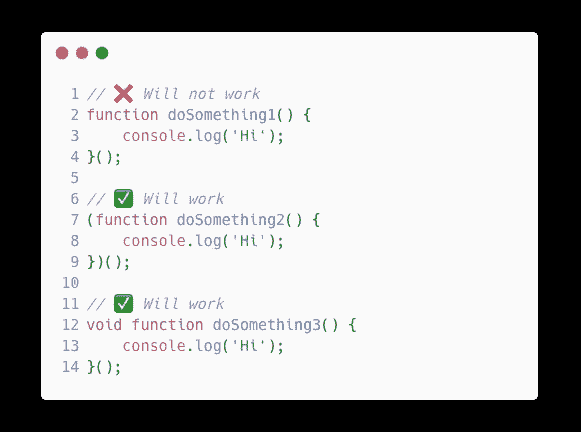 1 // ❌ Will not work
2 function doSomething1() {
3     console.log('Hi');
4 }();
5
6 // ✅ Will work
7 (function doSomething2() {
8     console.log('Hi');
9 })();
10
11 // ✅ Will work
12 void function doSomething3() {
13     console.log('Hi');
14 }();